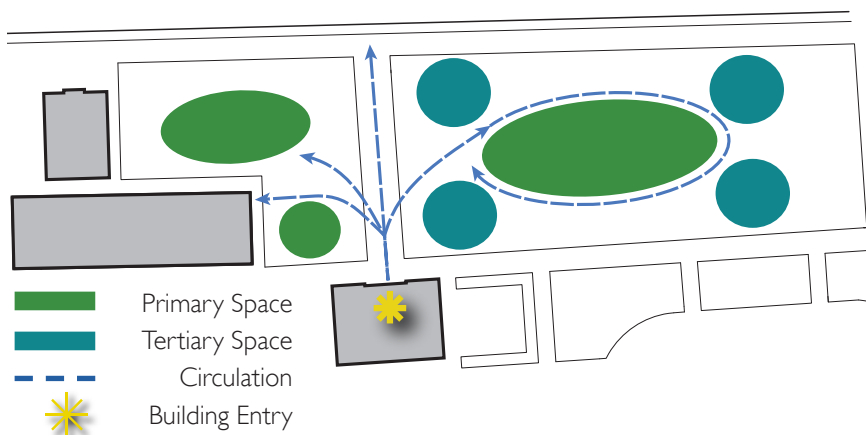 Primary Space
Tertiary Space
Circulation
Building Entry